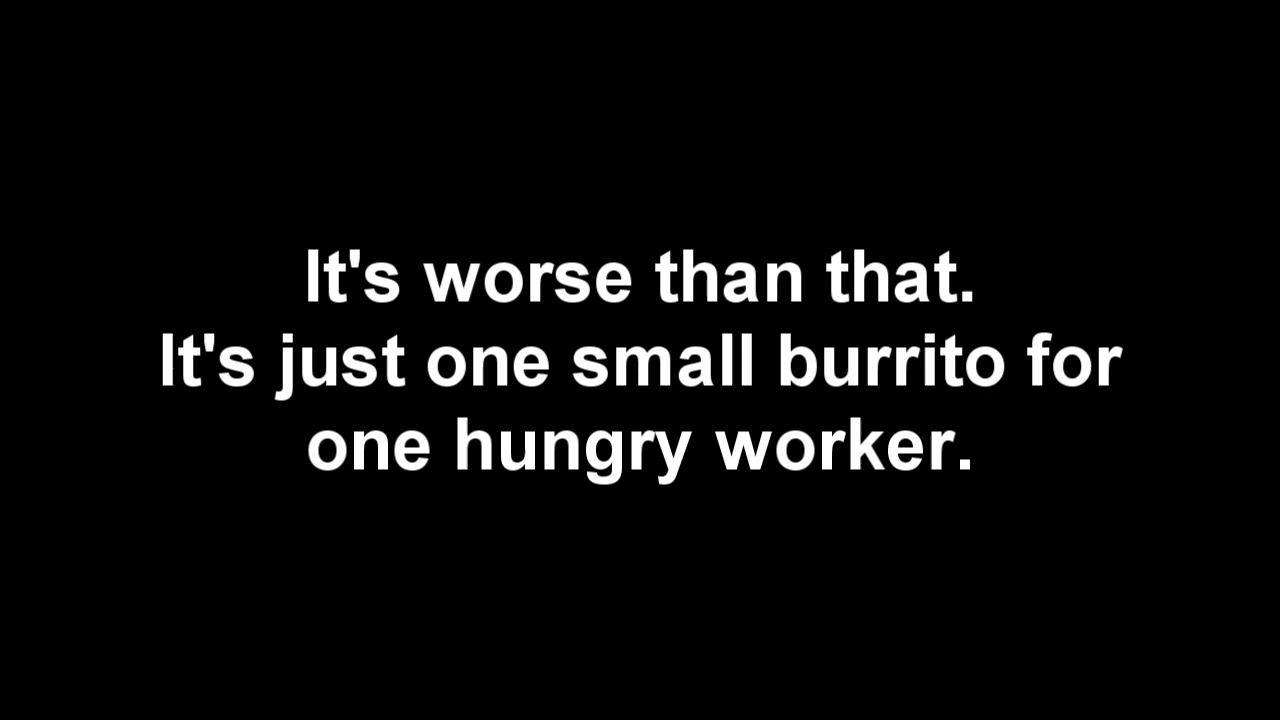 It's worse than that.
It's just one small burrito for
one hungry worker.